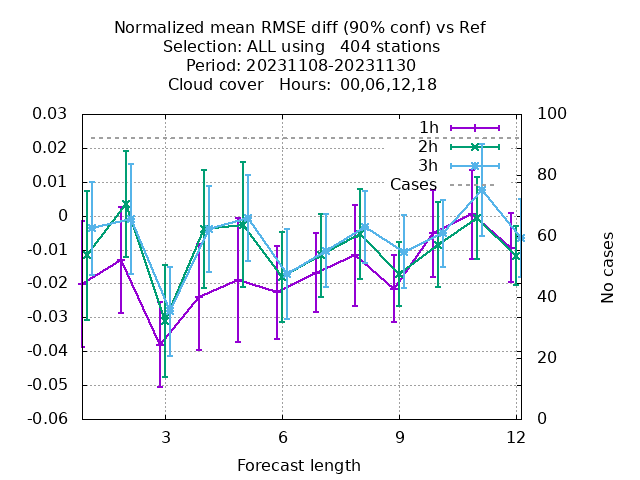 Normalized mean RMSE diff (90% conf) vs Ref
Selection: ALL using   404 stations
Period: 20231108-20231130
Cloud cover   Hours:  00,06,12,18
0.03
0.02
0.01
0
-0.01
-0.02
-0.03
-0.04
-0.05
-0.06
1h
2h
3h
Cases
100
80
60
40
20
0
No cases
3
6
9
12
Forecast length